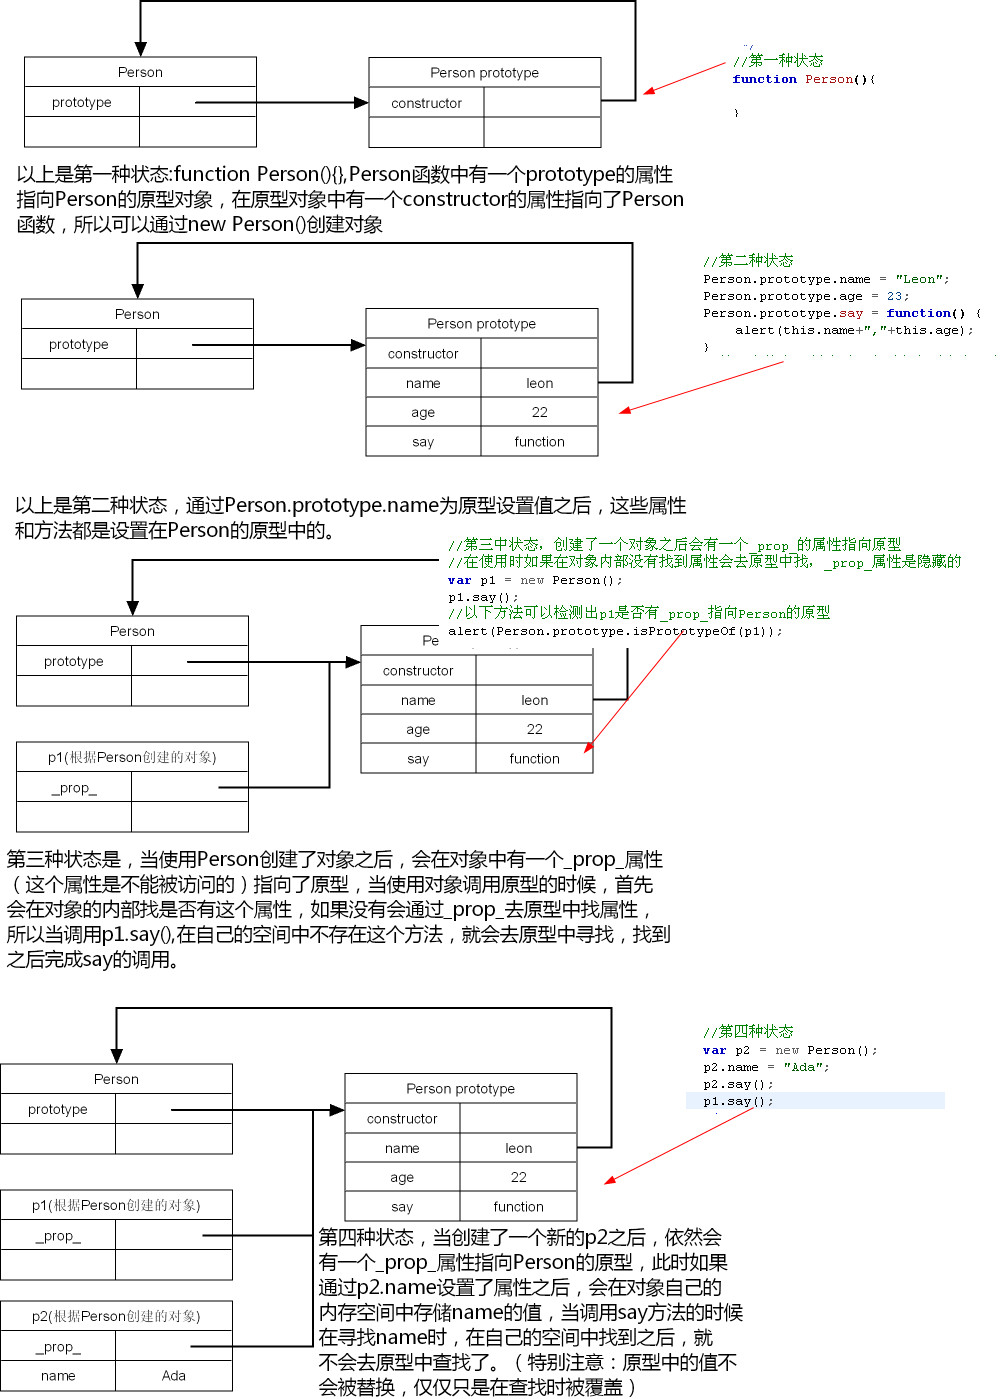 //第一种状态
function Person(){
}
Person
prototype
Person prototype
constructor
以上是第一种状态:function Person(){},Person函数中有一个prototype的属性
指向Person的原型对象，在原型对象中有一个constructor的属性指向了Person
函数，所以可以通过new Person()创建对象
//第二种状态
Person.prototype.name = "Leon";
Person.prototype.age = 23;
Person.prototype.say = function() {
alert(this.name+","+this.age);
}
Person
prototype
Person prototype
constructor
name leon
age 22
say function
以上是第二种状态，通过Person.prototype.name为原型设置值之后，这些属性
和方法都是设置在Person的原型中的。
//第三中状态，创建了一个对象之后会有一个_prop_的属性指向原型
//在使用时如果在对象内部没有找到属性会去原型中找，_prop_属性是隐藏的
var p1 = new Person();
p1.say();
//以下方法可以检测出p1是否有_prop_指向Person的原型
alert(Person.prototype.isPrototypeOf(p1));
Person
prototype
constructor
name leon
age 22
say function
p1(根据Person创建的对象)
_prop_
第三种状态是，当使用Person创建了对象之后，会在对象中有一个_prop_属性
（这个属性是不能被访问的）指向了原型，当使用对象调用原型的时候，首先
会在对象的内部找是否有这个属性，如果没有会通过_prop_去原型中找属性，
所以当调用p1.say(),在自己的空间中不存在这个方法，就会去原型中寻找，找到
之后完成say的调用。
//第四种状态
var p2 = new Person();
p2.name = "Ada";
p2.say();
p1.say();
Person
prototype
Person prototype
constructor
name leon
age 22
say function
p1(根据Person创建的对象)
_prop_
p2(根据Person创建的对象)
_prop_
name Ada
第四种状态，当创建了一个新的p2之后，依然会
有一个_prop_属性指向Person的原型，此时如果
通过p2.name设置了属性之后，会在对象自己的
内存空间中存储name的值，当调用say方法的时候
在寻找name时，在自己的空间中找到之后，就
不会去原型中查找了。（特别注意：原型中的值不
会被替换，仅仅只是在查找时被覆盖）